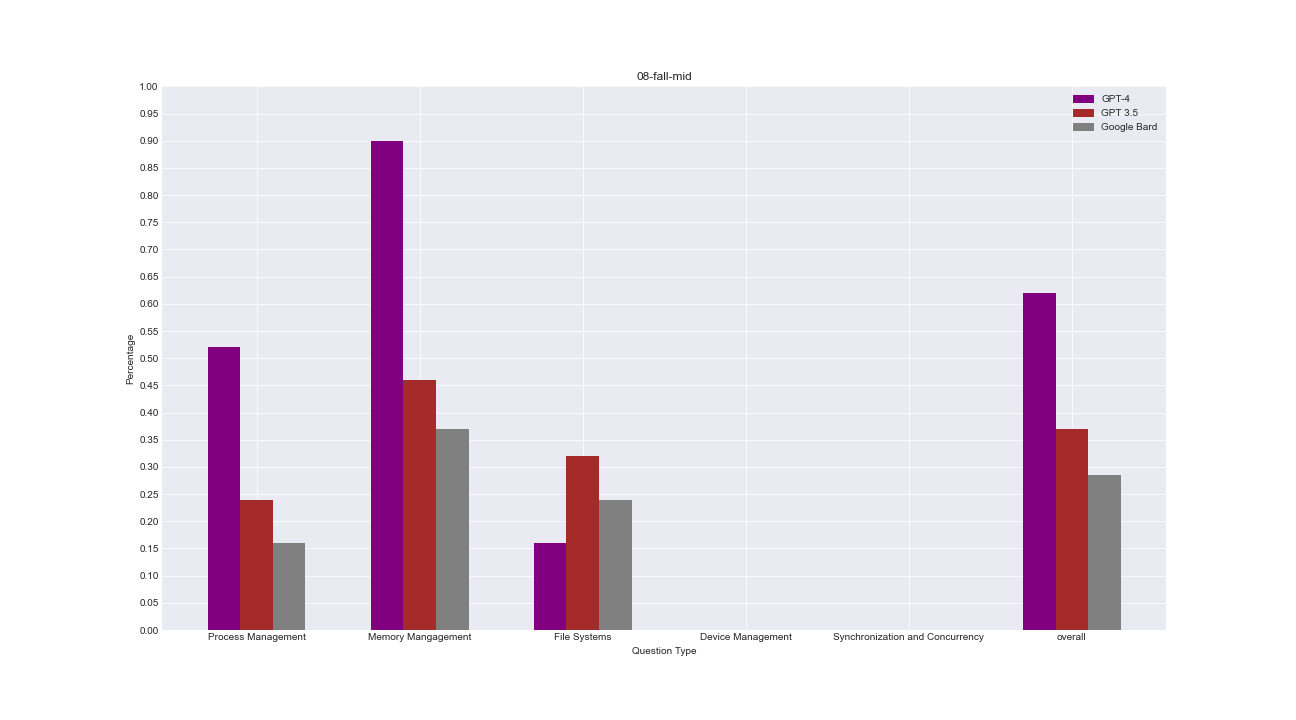 08-fall-mid
GPT-4
GPT 3.5
Google Bard
1.00
0.95
0.90
0.85
0.80
0.75
0.70
0.65
0.60
0.55
0.50
0.45
0.40
0.35
0.30
0.25
0.20
0.15
0.10
0.05
0.00
Percentage
Process Management
Memory Mangagement
File Systems
Device Management
Synchronization and Concurrency
overall
Question Type